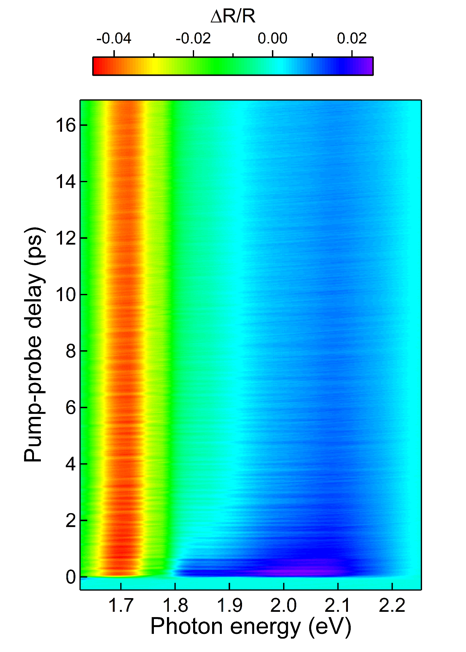 ΔR/R
-0.04 -0.02 0.00 0.02
16
14
12
10
8
6
4
2
0
Pump-probe delay (ps)
1.7 1.8 1.9 2.0 2.1 2.2
Photon energy (eV)